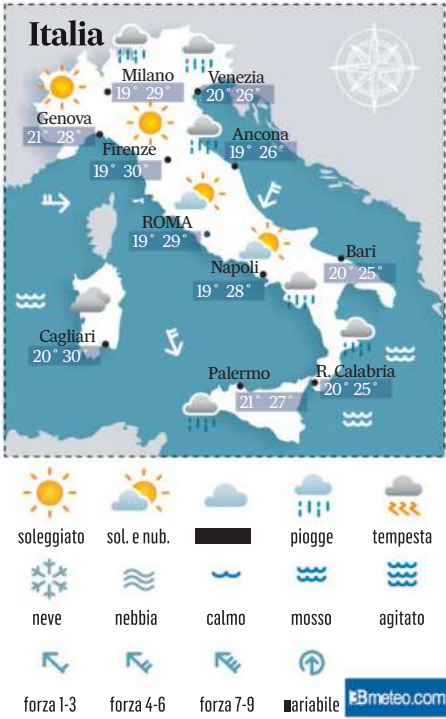 Italia
Milano
19° 29°
Venezia
20° 26°
Genova
21° 28°
Firenze
19° 30°
Ancona
19° 26°
ROMA
19° 29°
Napoli
19° 28°
Bari
20° 25°
Cagliari
20° 30°
Palermo
21° 27°
R. Calabria
20° 25°
soleggiato sol. e nub. piogge tempesta
neve nebbia calmo mosso agitato
forza 1-3 forza 4-6 forza 7-9 ariabile
3Bmeteo.com